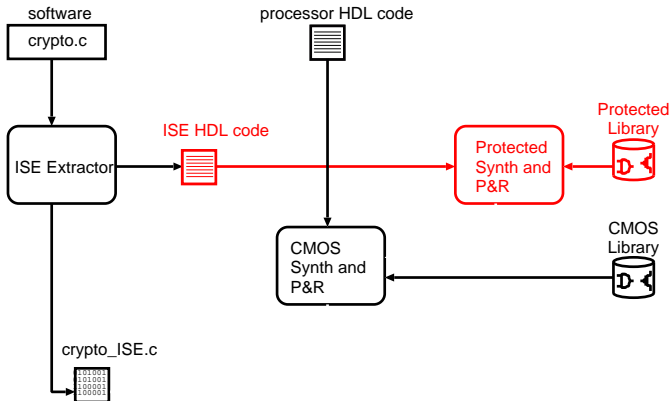 software
crypto.c
processor HDL code
ISE HDL code
ISE Extractor
Protected
Synth and
P&R
Protected
Library
CMOS
Synth and
P&R
CMOS
Library
crypto_ISE.c
0101001
101001
100001
100001